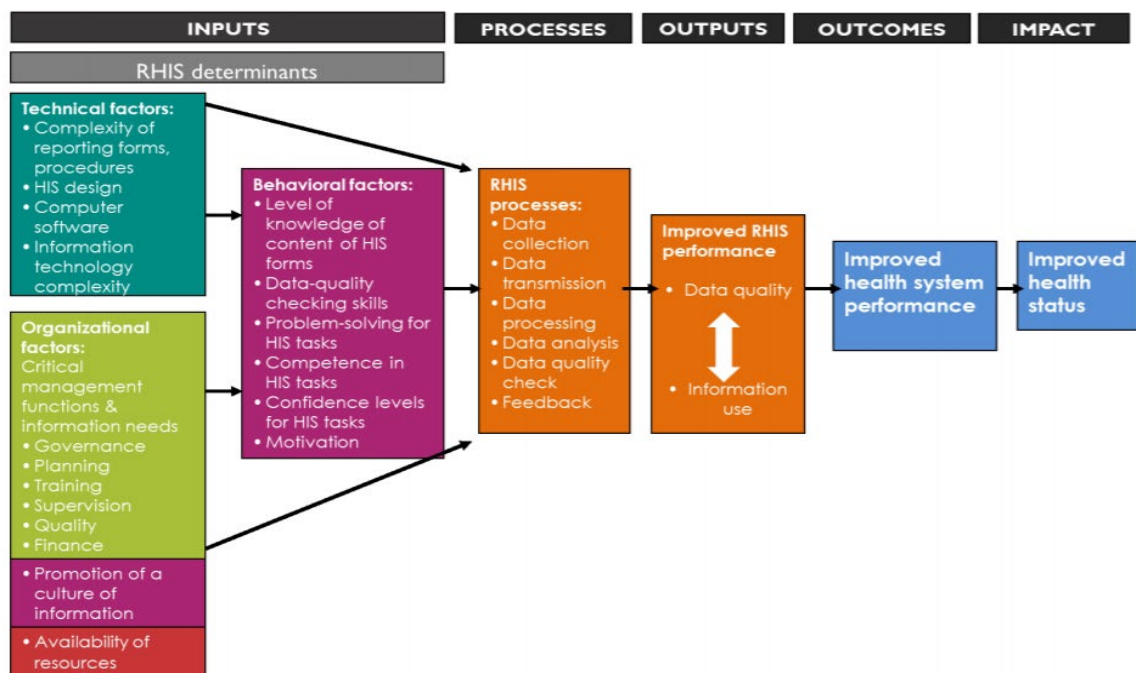 INPUTS
PROCESSES
OUTPUTS
OUTCOMES
IMPACT
RHIS determinants
Technical factors:
• Complexity of
reporting forms,
procedures
• HIS design
• Computer
software
• Information
technology
complexity
Organizational
factors:
Critical
management
functions &
information needs
• Governance
• Planning
• Training
• Supervision
• Quality
• Finance
• Promotion of a
culture of
information
• Availability of
resources
Behavioral factors:
• Level of
knowledge of
content of HIS
forms
• Data-quality
checking skills
• Problem-solving for
HIS tasks
• Competence in
HIS tasks
• Confidence levels
for HIS tasks
• Motivation
RHIS
processes:
• Data
collection
• Data
transmission
• Data
processing
• Data analysis
• Data quality
check
• Feedback
Improved RHIS
performance
• Data quality
• Information
use
Improved
health system
performance
Improved
health
status